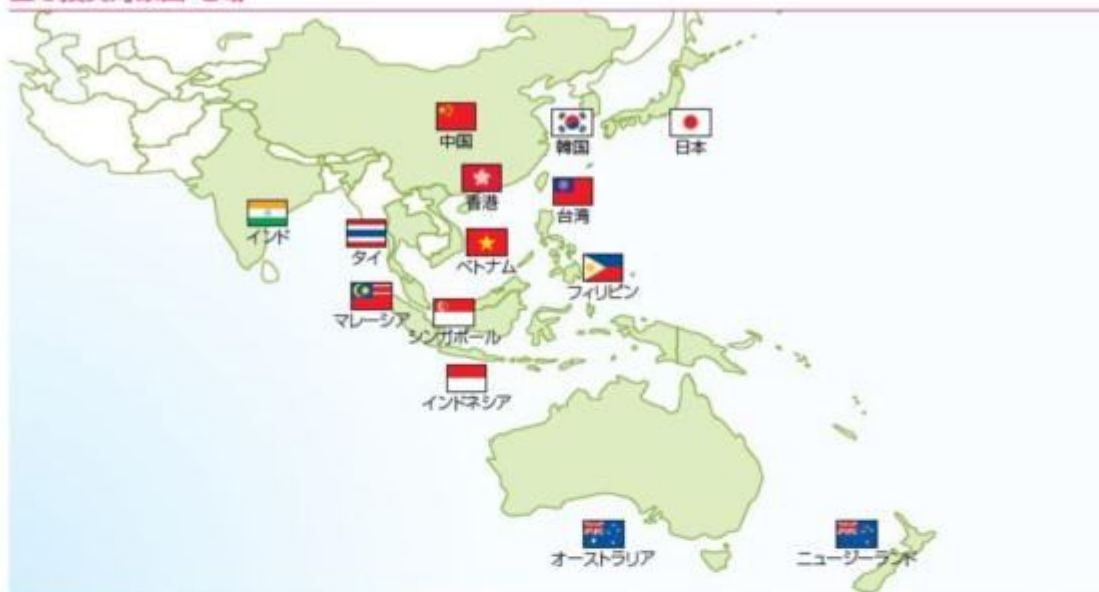 中国
韓国
日本
香港
台湾
インド
タイ
ベトナム
フィリピン
マレーシア
シンガポール
インドネシア
オーストラリア
ニュージーランド